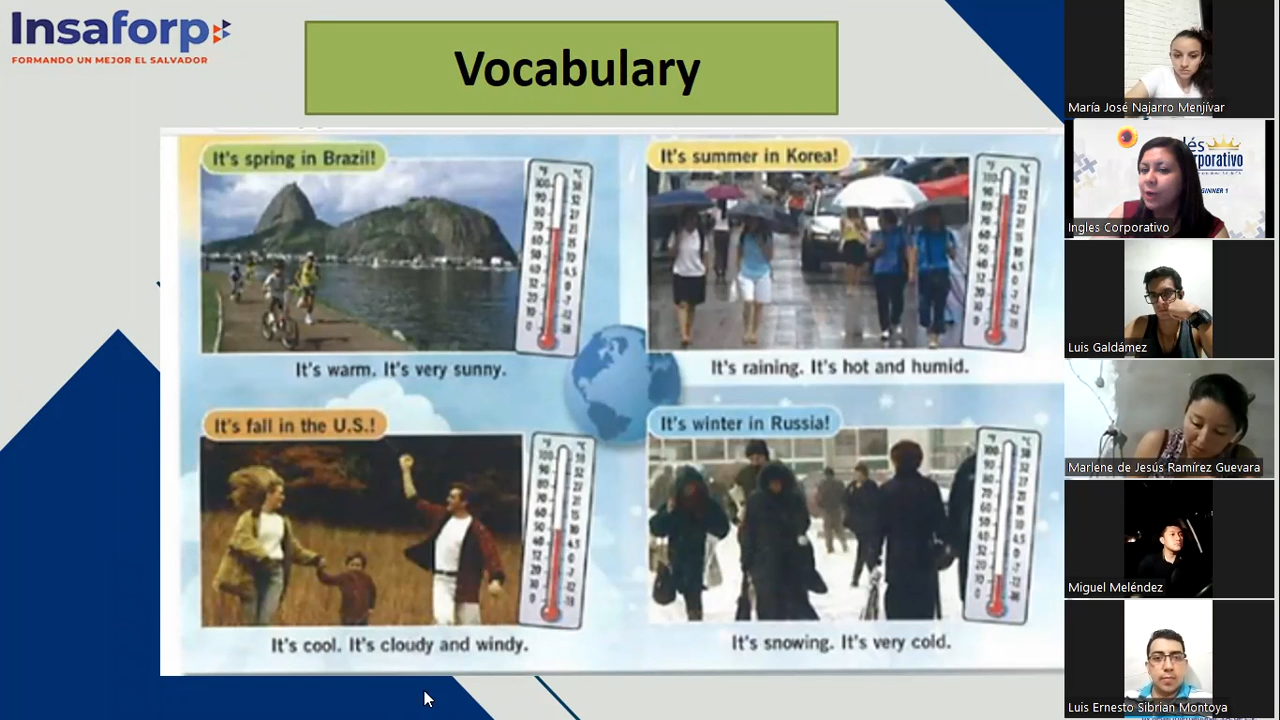 Insaforp
FORMANDO UN MEJOR EL SALVADOR
Vocabulary
It's spring in Brazil!
It's warm. It's very sunny.
It's summer in Korea!
It's raining. It's hot and humid.
It's fall in the U.S.!
It's cool. It's cloudy and windy.
It's winter in Russia!
It's snowing. It's very cold.
María José Najarro Menjívar
Ingles Corporativo
Luis Galdámez
Marlene de Jesús Ramírez Guevara
Miguel Meléndez
Luis Ernesto Sibrian Montoya